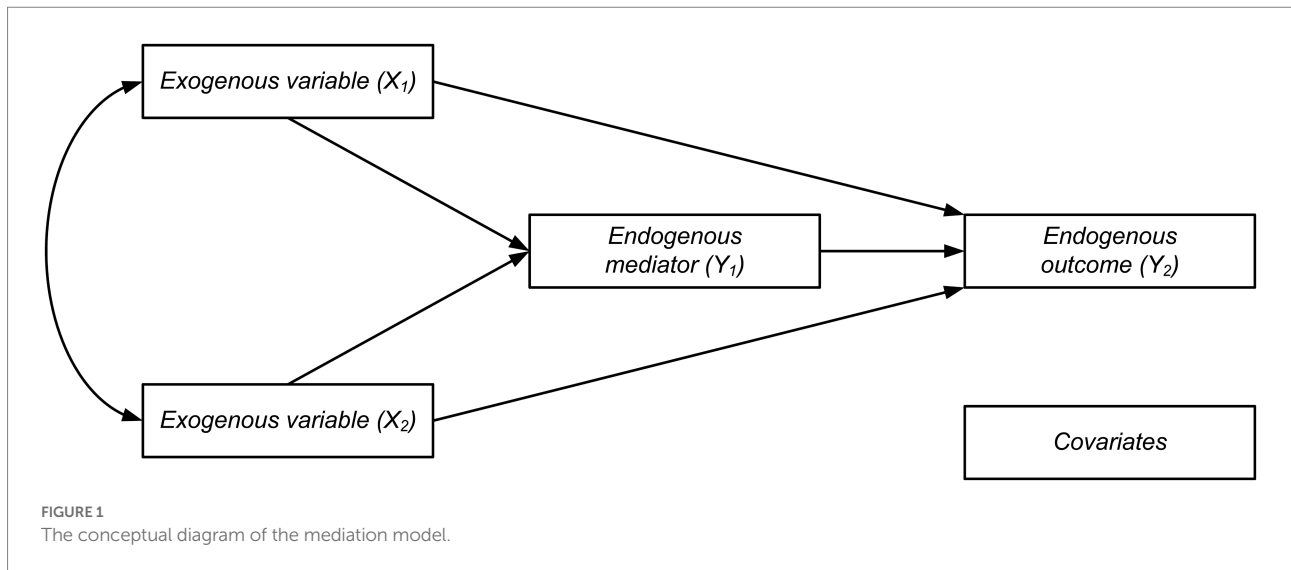 Exogenous variable (X₁)
Endogenous
mediator (Y₁)
Endogenous
outcome (Y₂)
Exogenous variable (X₂)
Covariates
FIGURE 1
The conceptual diagram of the mediation model.